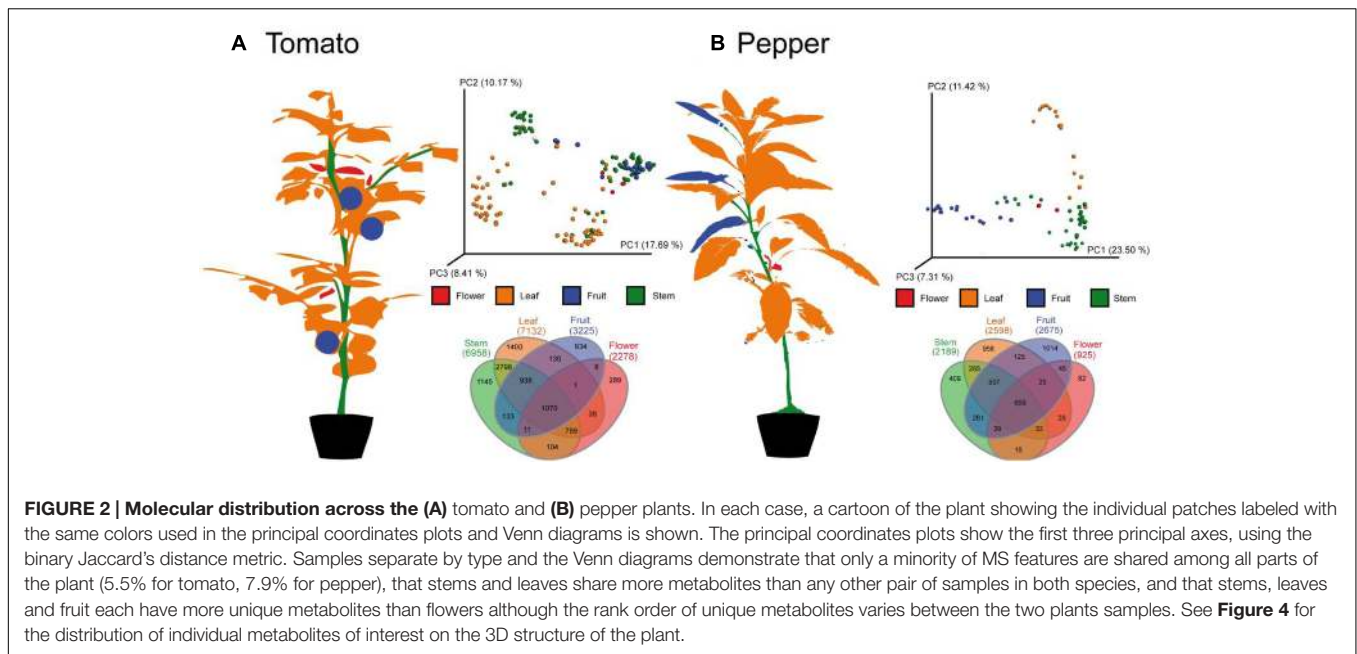 A Tomato
PC2 (10.17 %)
PC1 (17.69 %)
PC3 (8.41 %)
Flower Leaf Fruit Stem
Leaf
(7132)
Fruit
(3225)
Stem
(6956)
Flower
(2278)
1400 834
2798 8
1145 938 1 289
1070
133
11 799
104
B Pepper
PC2 (11.42 %)
PC1 (23.50 %)
PC3 (7.31 %)
Flower Leaf Fruit Stem
Leaf
(2598)
Fruit
(2675)
Stem
(2189)
Flower
(925)
125 1014
409 82
FIGURE 2 | Molecular distribution across the (A) tomato and (B) pepper plants. In each case, a cartoon of the plant showing the individual patches labeled with
the same colors used in the principal coordinates plots and Venn diagrams is shown. The principal coordinates plots show the first three principal axes, using the
binary Jaccard's distance metric. Samples separate by type and the Venn diagrams demonstrate that only a minority of MS features are shared among all parts of
the plant (5.5% for tomato, 7.9% for pepper), that stems and leaves share more metabolites than any other pair of samples in both species, and that stems, leaves
and fruit each have more unique metabolites than flowers although the rank order of unique metabolites varies between the two plants samples. See Figure 4 for
the distribution of individual metabolites of interest on the 3D structure of the plant.